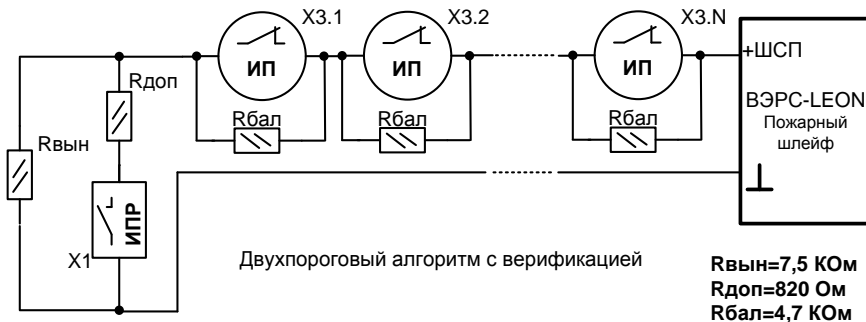 X3.1
X3.2
X3.N
ИП
ИП
ИП
Rдоп
Rбал
Rбал
Rбал
Rвын
ИПР
X1
+ШСП
ВЭРС-LEON
Пожарный
шлейф
Двухпороговый алгоритм с верификацией
Rвын=7,5 КОм
Rдоп=820 Ом
Rбал=4,7 КОм